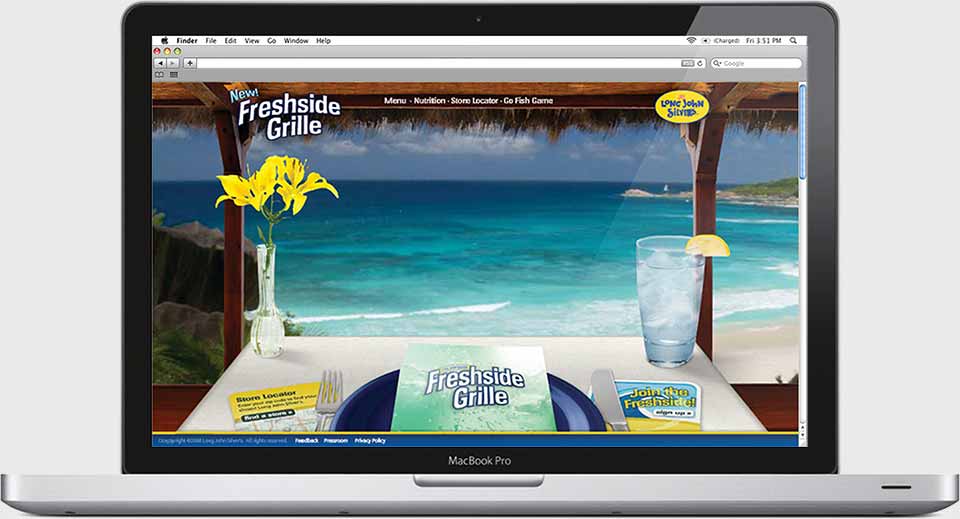 Finder File Edit View Go Window Help
(Charged) Fri 3:51 PM
Google
New!
Freshside
Grille
Menu · Nutrition · Store Locator · Go Fish Game
LONG JOHN
SILVER'S
Freshside
Grille
Store Locator
Enter your zip code to find your
closest Long John Silver's.
find a store
Join the
Freshside!
sign up
Copyright ©2008 Long John Silver's. All rights reserved. Feedback Pressroom Privacy Policy
MacBook Pro